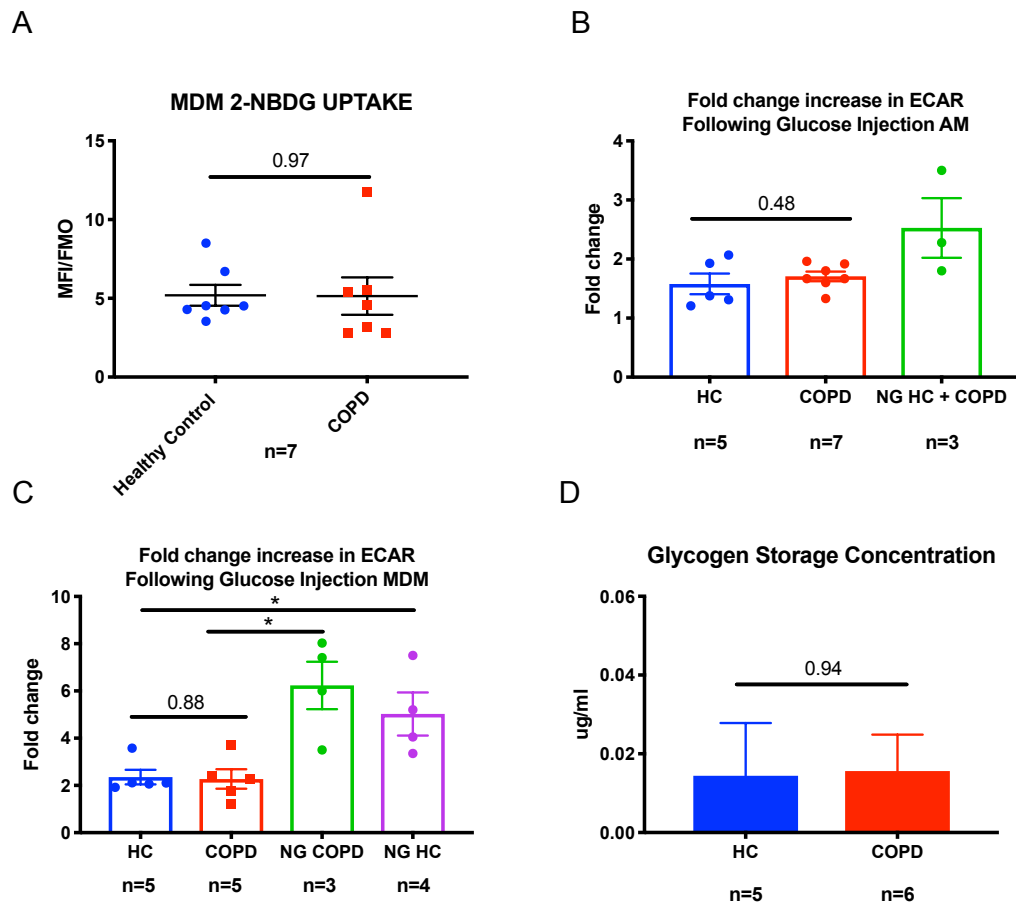 A
MDM 2-NBDG UPTAKE
MFI/FMO
15
10
5
0
0.97
Healthy Control
COPD
n=7
B
Fold change increase in ECAR
Following Glucose Injection AM
Fold change
4
3
2
1
0
0.48
HC
COPD
NG HC + COPD
n=5
n=7
n=3
C
Fold change increase in ECAR
Following Glucose Injection MDM
Fold change
10
8
6
4
2
0
*
*
0.88
HC
COPD
NG COPD
NG HC
n=5
n=5
n=3
n=4
D
Glycogen Storage Concentration
ug/ml
0.06
0.04
0.02
0.00
0.94
HC
COPD
n=5
n=6